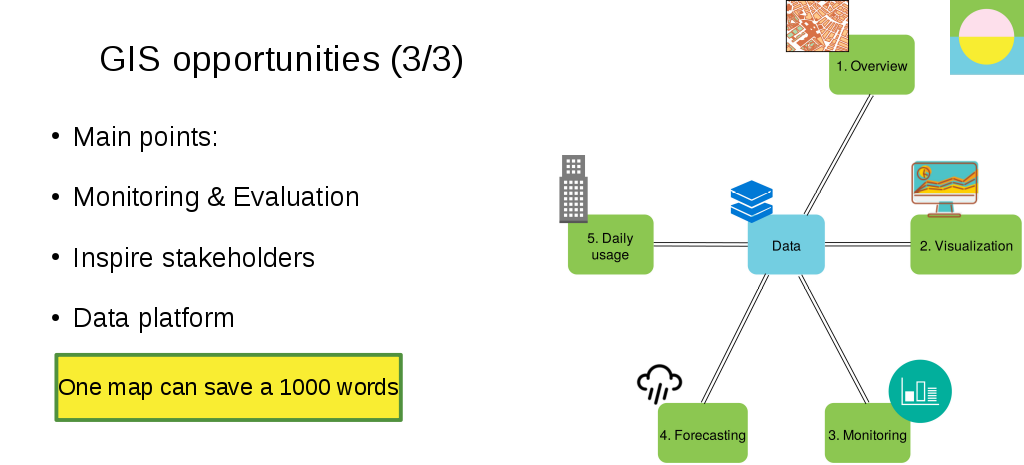 GIS opportunities (3/3)
• Main points:
• Monitoring & Evaluation
• Inspire stakeholders
• Data platform
One map can save a 1000 words
1. Overview
5. Daily
usage
Data
2. Visualization
4. Forecasting
3. Monitoring